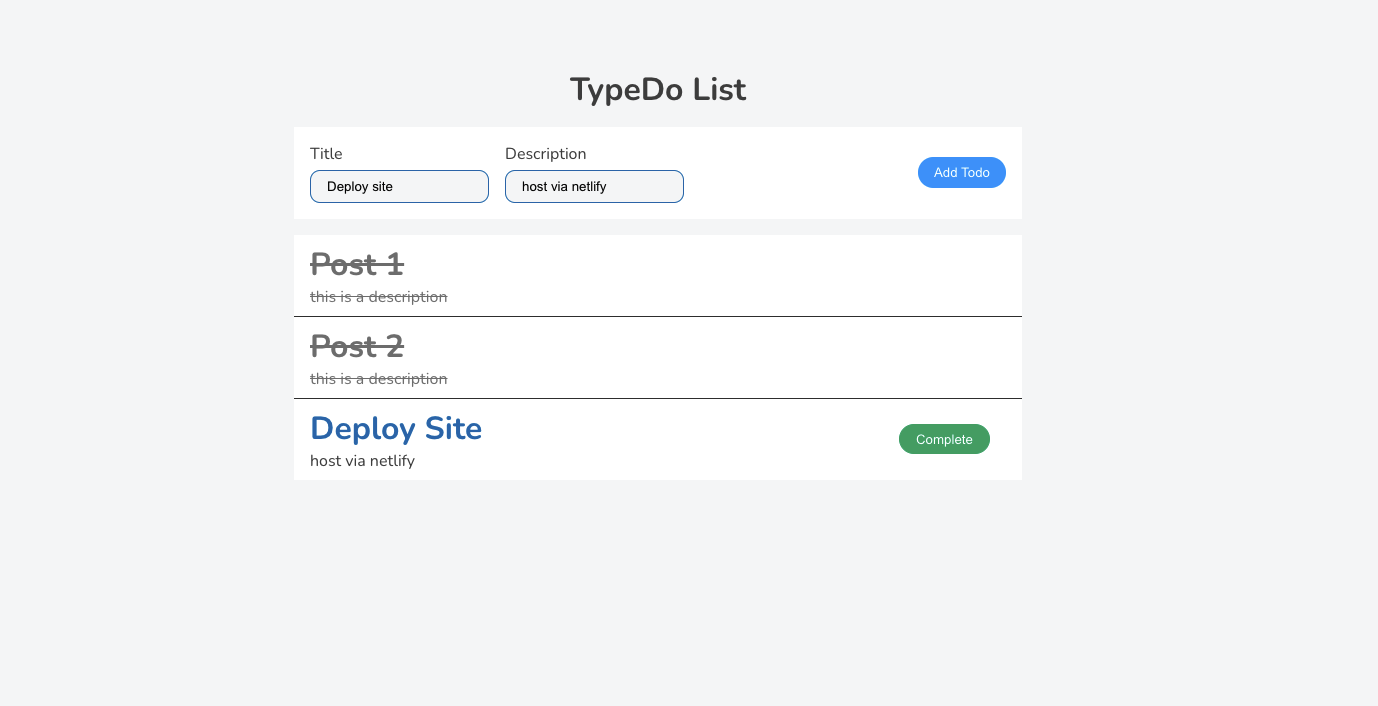 TypeDo List
Title
Description
Deploy site
host via netlify
Add Todo
Post 1
this is a description
Post 2
this is a description
Deploy Site
host via netlify
Complete